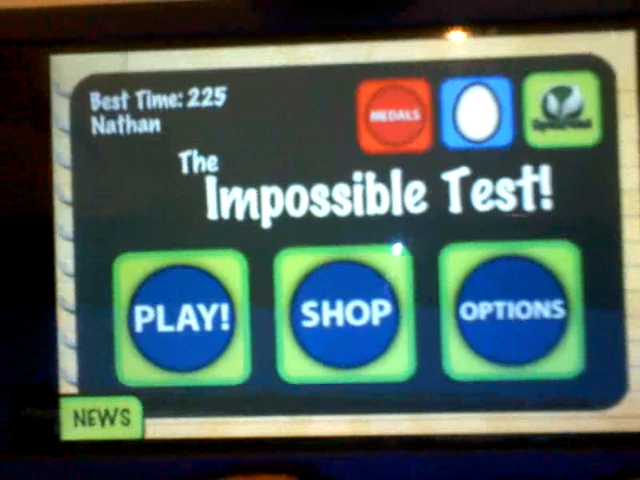 Best Time: 225
Nathan
MEDALS
The
Impossible Test!
PLAY!
SHOP
OPTIONS
NEWS